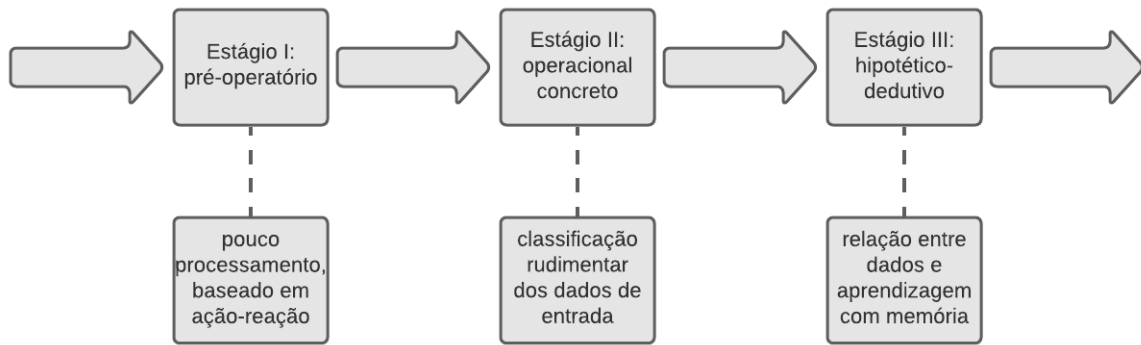 Estágio I:
pré-operatório
Estágio II:
operacional
concreto
Estágio III:
hipotético-
dedutivo
pouco
processamento,
baseado em
ação-reação
classificação
rudimentar
dos dados de
entrada
relação entre
dados e
aprendizagem
com memória